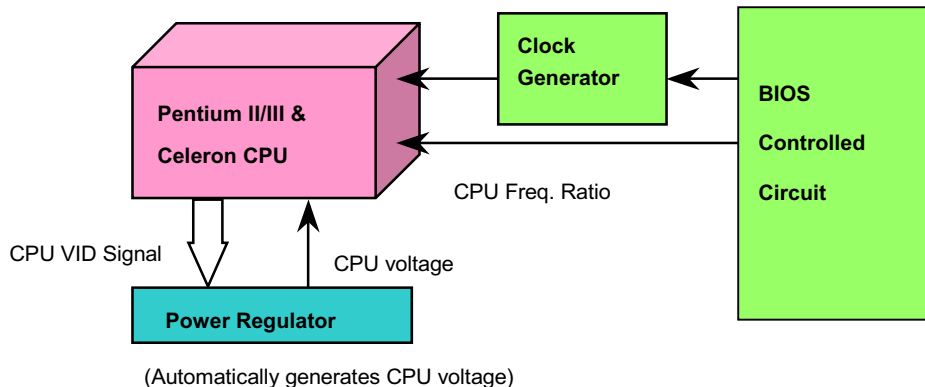 Clock
Generator
BIOS
Controlled
Circuit
Pentium II/III &
Celeron CPU
CPU Freq. Ratio
CPU VID Signal
CPU voltage
Power Regulator
(Automatically generates CPU voltage)